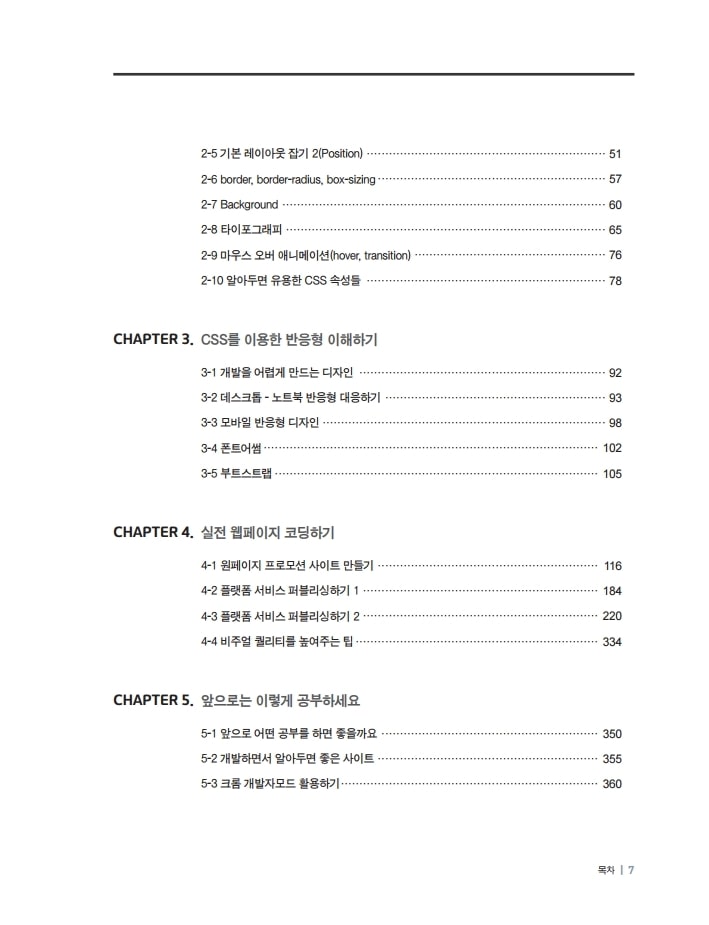 2-5 기본 레이아웃 잡기 2(Position) 51
2-6 border, border-radius, box-sizing 57
2-7 Background 60
2-8 타이포그래피 65
2-9 마우스 오버 애니메이션(hover, transition) 76
2-10 알아두면 유용한 CSS 속성들 78
CHAPTER 3. CSS를 이용한 반응형 이해하기
3-1 개발을 어렵게 만드는 디자인 92
3-2 데스크톱 - 노트북 반응형 대응하기 93
3-3 모바일 반응형 디자인 98
3-4 폰트어썸 102
3-5 부트스트랩 105
CHAPTER 4. 실전 웹페이지 코딩하기
4-1 원페이지 프로모션 사이트 만들기 116
4-2 플랫폼 서비스 퍼블리싱하기 1 184
4-3 플랫폼 서비스 퍼블리싱하기 2 220
4-4 비주얼 퀄리티를 높여주는 팁 334
CHAPTER 5. 앞으로는 이렇게 공부하세요
5-1 앞으로 어떤 공부를 하면 좋을까요 350
5-2 개발하면서 알아두면 좋은 사이트 355
5-3 크롬 개발자모드 활용하기 360
목차 | 7